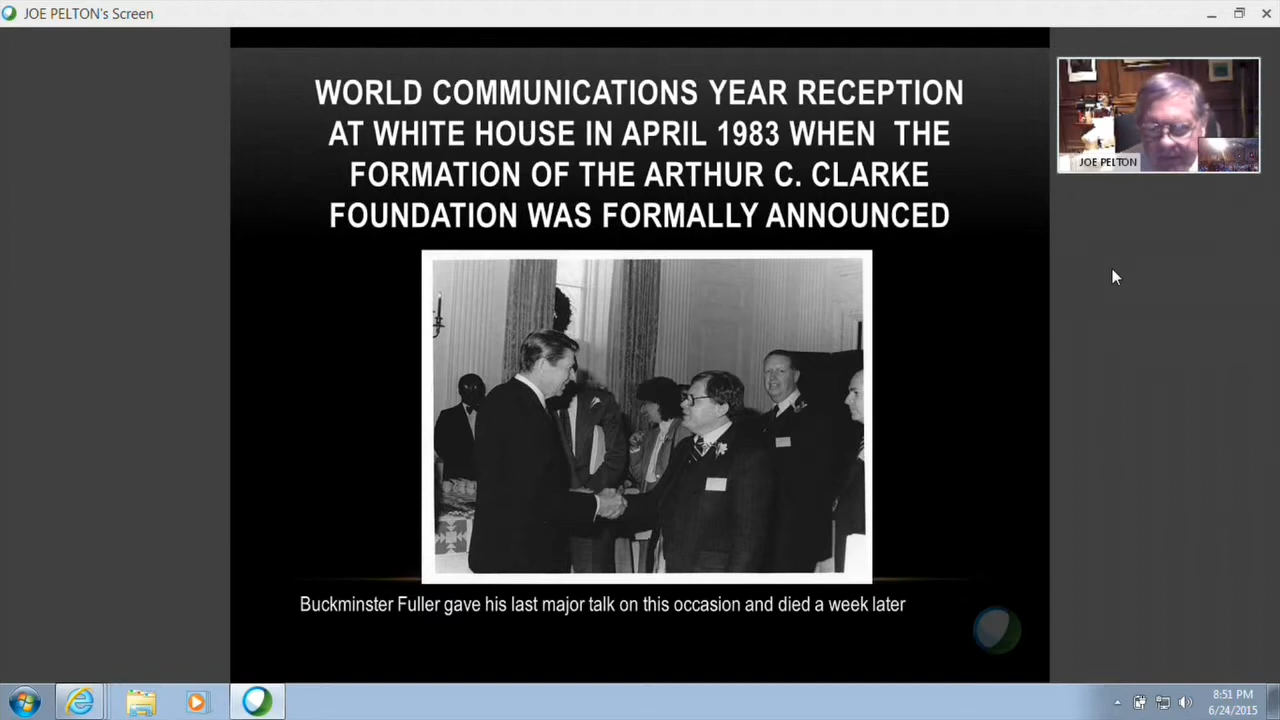 JOE PELTON's Screen
WORLD COMMUNICATIONS YEAR RECEPTION
AT WHITE HOUSE IN APRIL 1983 WHEN  THE
FORMATION OF THE ARTHUR C. CLARKE
FOUNDATION WAS FORMALLY ANNOUNCED
JOE PELTON
Buckminster Fuller gave his last major talk on this occasion and died a week later
8:51 PM
6/24/2015